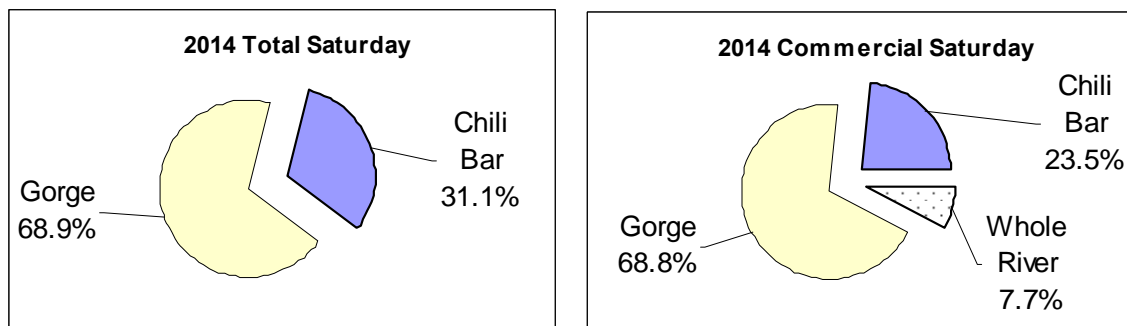 2014 Total Saturday
Chili
Bar
31.1%
Gorge
68.9%
2014 Commercial Saturday
Chili
Bar
23.5%
Gorge
68.8%
Whole
River
7.7%